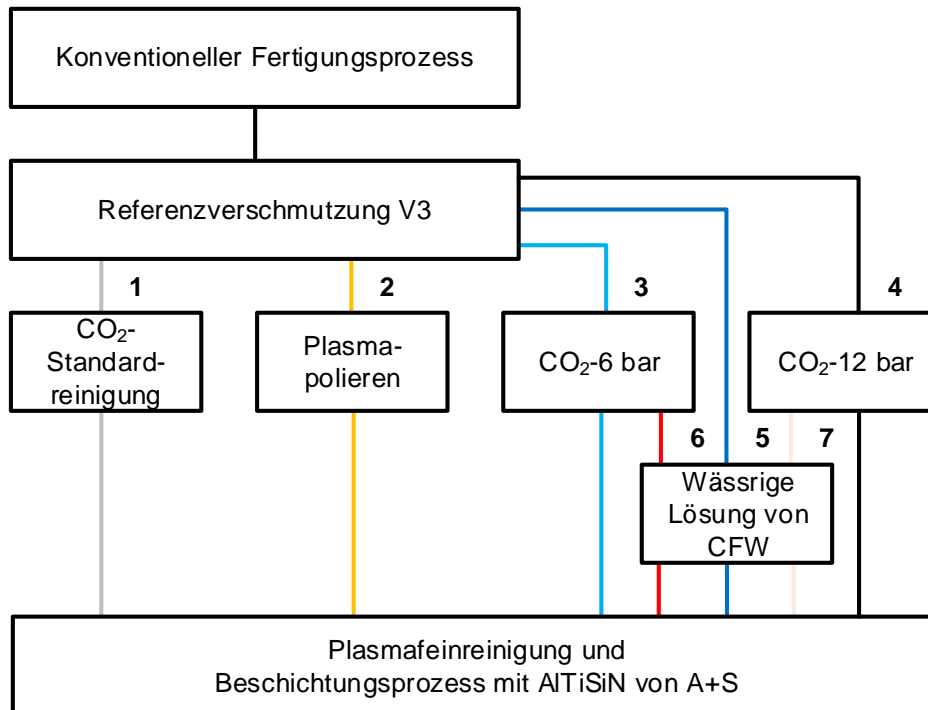 Konventioneller Fertigungsprozess
Referenzverschmutzung V3
1
2
3
4
CO₂-
Standard-
reinigung
Plasma-
polieren
CO₂-6 bar
CO₂-12 bar
6
5
7
Wässrige
Lösung von
CFW
Plasmafeinreinigung und
Beschichtungsprozess mit AlTiSiN von A+S